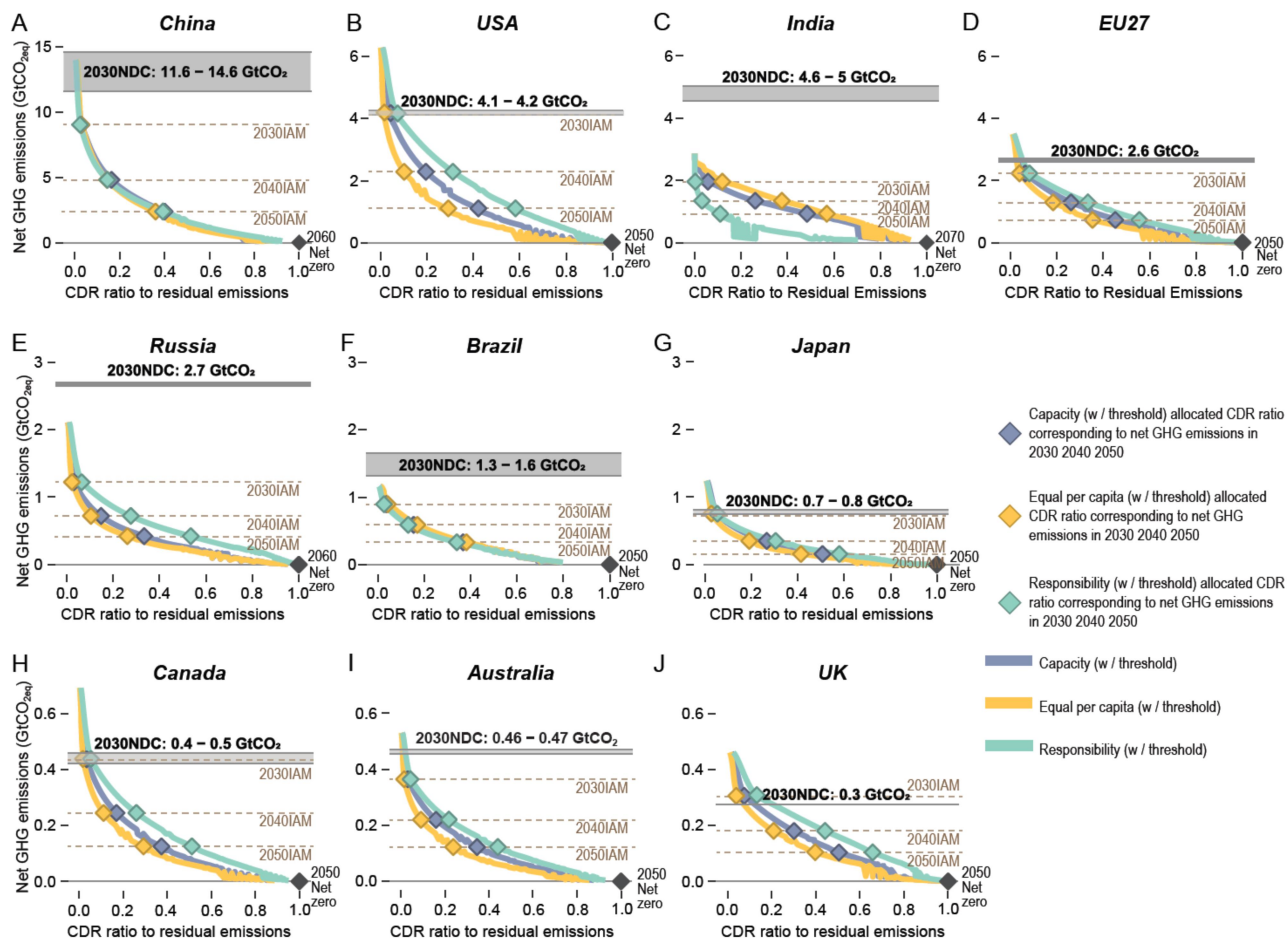 A
China
Net GHG emissions (GtCO2eq)
15
10
5
0
2030NDC: 11.6 – 14.6 GtCO₂
2030IAM
2040IAM
2050IAM
2060
Net
zero
0.0 0.2 0.4 0.6 0.8 1.0
CDR ratio to residual emissions
B
USA
6
4
2
0
2030NDC: 4.1 – 4.2 GtCO₂
2030IAM
2040IAM
2050IAM
2050
Net
zero
0.0 0.2 0.4 0.6 0.8 1.0
CDR ratio to residual emissions
C
India
6
4
2
0
2030NDC: 4.6 – 5 GtCO₂
2030IAM
2040IAM
2050IAM
2070
Net
zero
0.0 0.2 0.4 0.6 0.8 1.0
CDR Ratio to Residual Emissions
D
EU27
6
4
2
0
2030NDC: 2.6 GtCO₂
2030IAM
2040IAM
2050IAM
2050
Net
zero
0.0 0.2 0.4 0.6 0.8 1.0
CDR Ratio to Residual Emissions
E
Russia
Net GHG emissions (GtCO2eq)
3
2
1
0
2030NDC: 2.7 GtCO₂
2030IAM
2040IAM
2050IAM
2060
Net
zero
0.0 0.2 0.4 0.6 0.8 1.0
CDR ratio to residual emissions
F
Brazil
3
2
1
0
2030NDC: 1.3 – 1.6 GtCO₂
2030IAM
2040IAM
2050IAM
2050
Net
zero
0.0 0.2 0.4 0.6 0.8 1.0
CDR ratio to residual emissions
G
Japan
3
2
1
0
2030NDC: 0.7 – 0.8 GtCO₂
2030IAM
2040IAM
2050IAM
2050
Net
zero
0.0 0.2 0.4 0.6 0.8 1.0
CDR ratio to residual emissions
Capacity (w / threshold) allocated CDR ratio
corresponding to net GHG emissions in
2030 2040 2050
Equal per capita (w / threshold) allocated
CDR ratio corresponding to net GHG
emissions in 2030 2040 2050
Responsibility (w / threshold) allocated CDR
ratio corresponding to net GHG emissions
in 2030 2040 2050
Capacity (w / threshold)
Equal per capita (w / threshold)
Responsibility (w / threshold)
H
Canada
Net GHG emissions (GtCO2eq)
0.6
0.4
0.2
0.0
2030NDC: 0.4 – 0.5 GtCO₂
2030IAM
2040IAM
2050IAM
2050
Net
zero
0.0 0.2 0.4 0.6 0.8 1.0
CDR ratio to residual emissions
I
Australia
0.6
0.4
0.2
0.0
2030NDC: 0.46 – 0.47 GtCO₂
2030IAM
2040IAM
2050IAM
2050
Net
zero
0.0 0.2 0.4 0.6 0.8 1.0
CDR ratio to residual emissions
J
UK
0.6
0.4
0.2
0.0
2030NDC: 0.3 GtCO₂
2030IAM
2040IAM
2050IAM
2050
Net
zero
0.0 0.2 0.4 0.6 0.8 1.0
CDR ratio to residual emissions